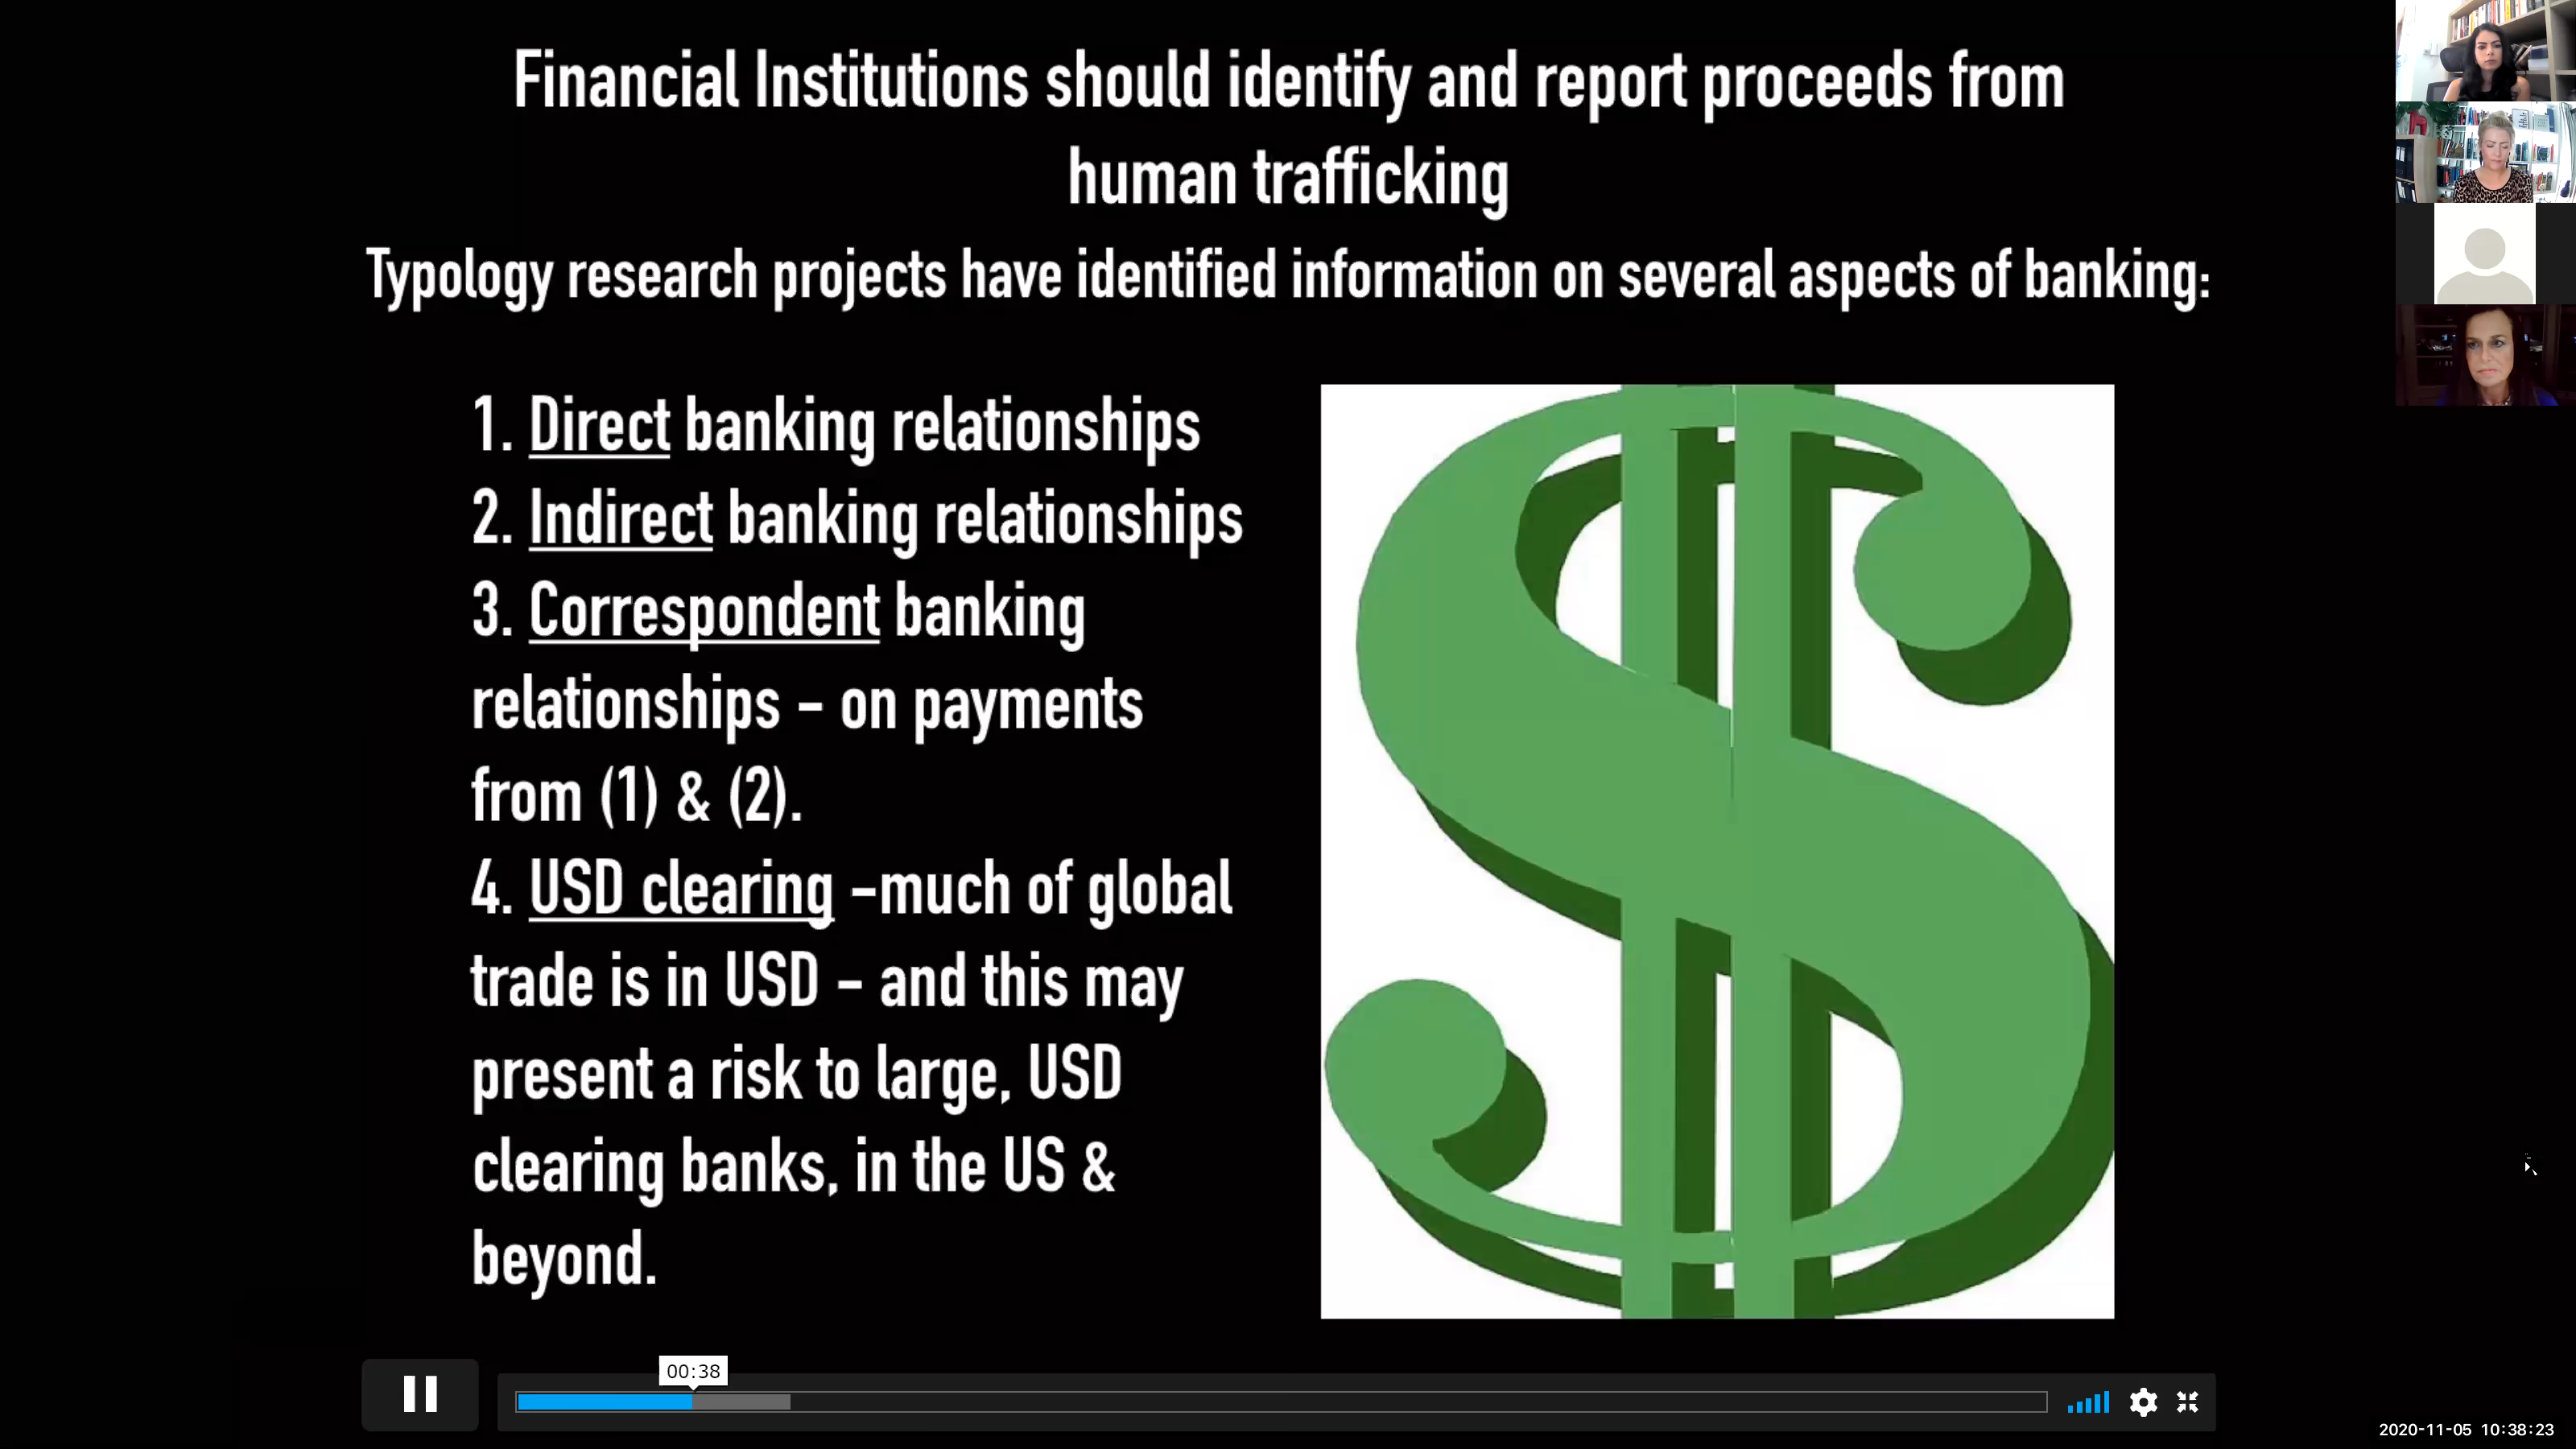 Financial Institutions should identify and report proceeds from
human trafficking
Typology research projects have identified information on several aspects of banking:
1. Direct banking relationships
2. Indirect banking relationships
3. Correspondent banking
relationships – on payments
from (1) & (2).
4. USD clearing –much of global
trade is in USD – and this may
present a risk to large, USD
clearing banks, in the US &
beyond.
00:38
2020-11-05 10:38:23